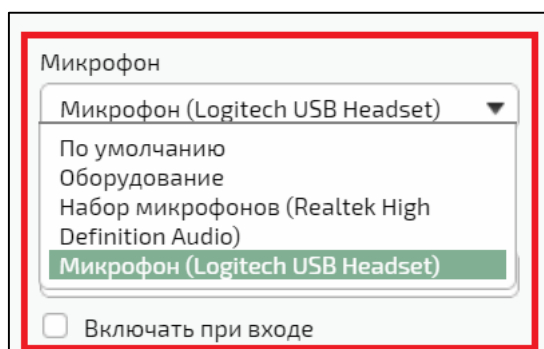 Микрофон
Микрофон (Logitech USB Headset)
По умолчанию
Оборудование
Набор микрофонов (Realtek High
Definition Audio)
Микрофон (Logitech USB Headset)
Включать при входе